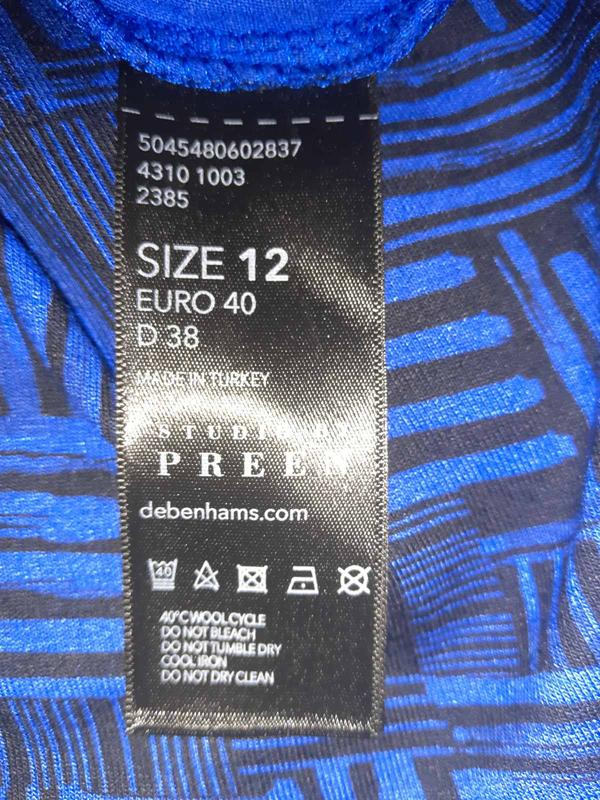 5045480602837
4310 1003
2385
SIZE 12
EURO 40
D 38
MADE IN TURKEY
PREEN
debenhams.com
40
40°C WOOL CYCLE
DO NOT BLEACH
DO NOT TUMBLE DRY
COOL IRON
DO NOT DRY CLEAN